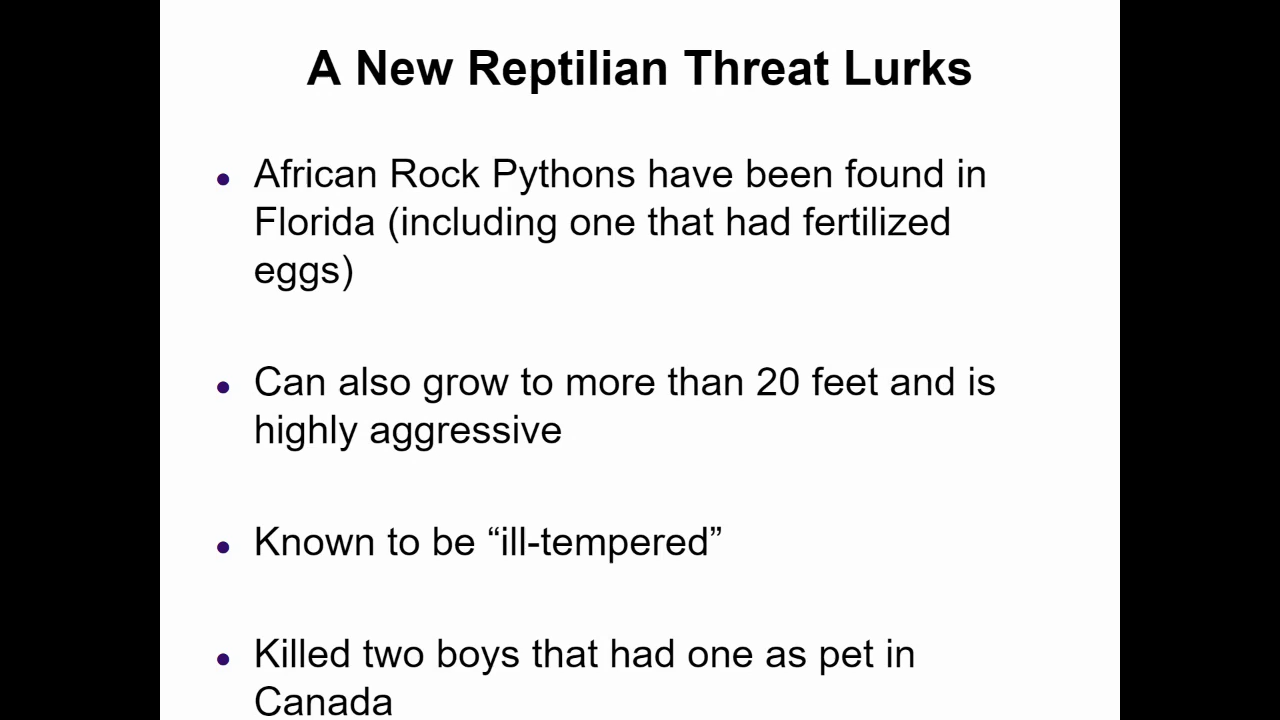 A New Reptilian Threat Lurks
• African Rock Pythons have been found in
Florida (including one that had fertilized
eggs)
• Can also grow to more than 20 feet and is
highly aggressive
• Known to be “ill-tempered”
• Killed two boys that had one as pet in
Canada